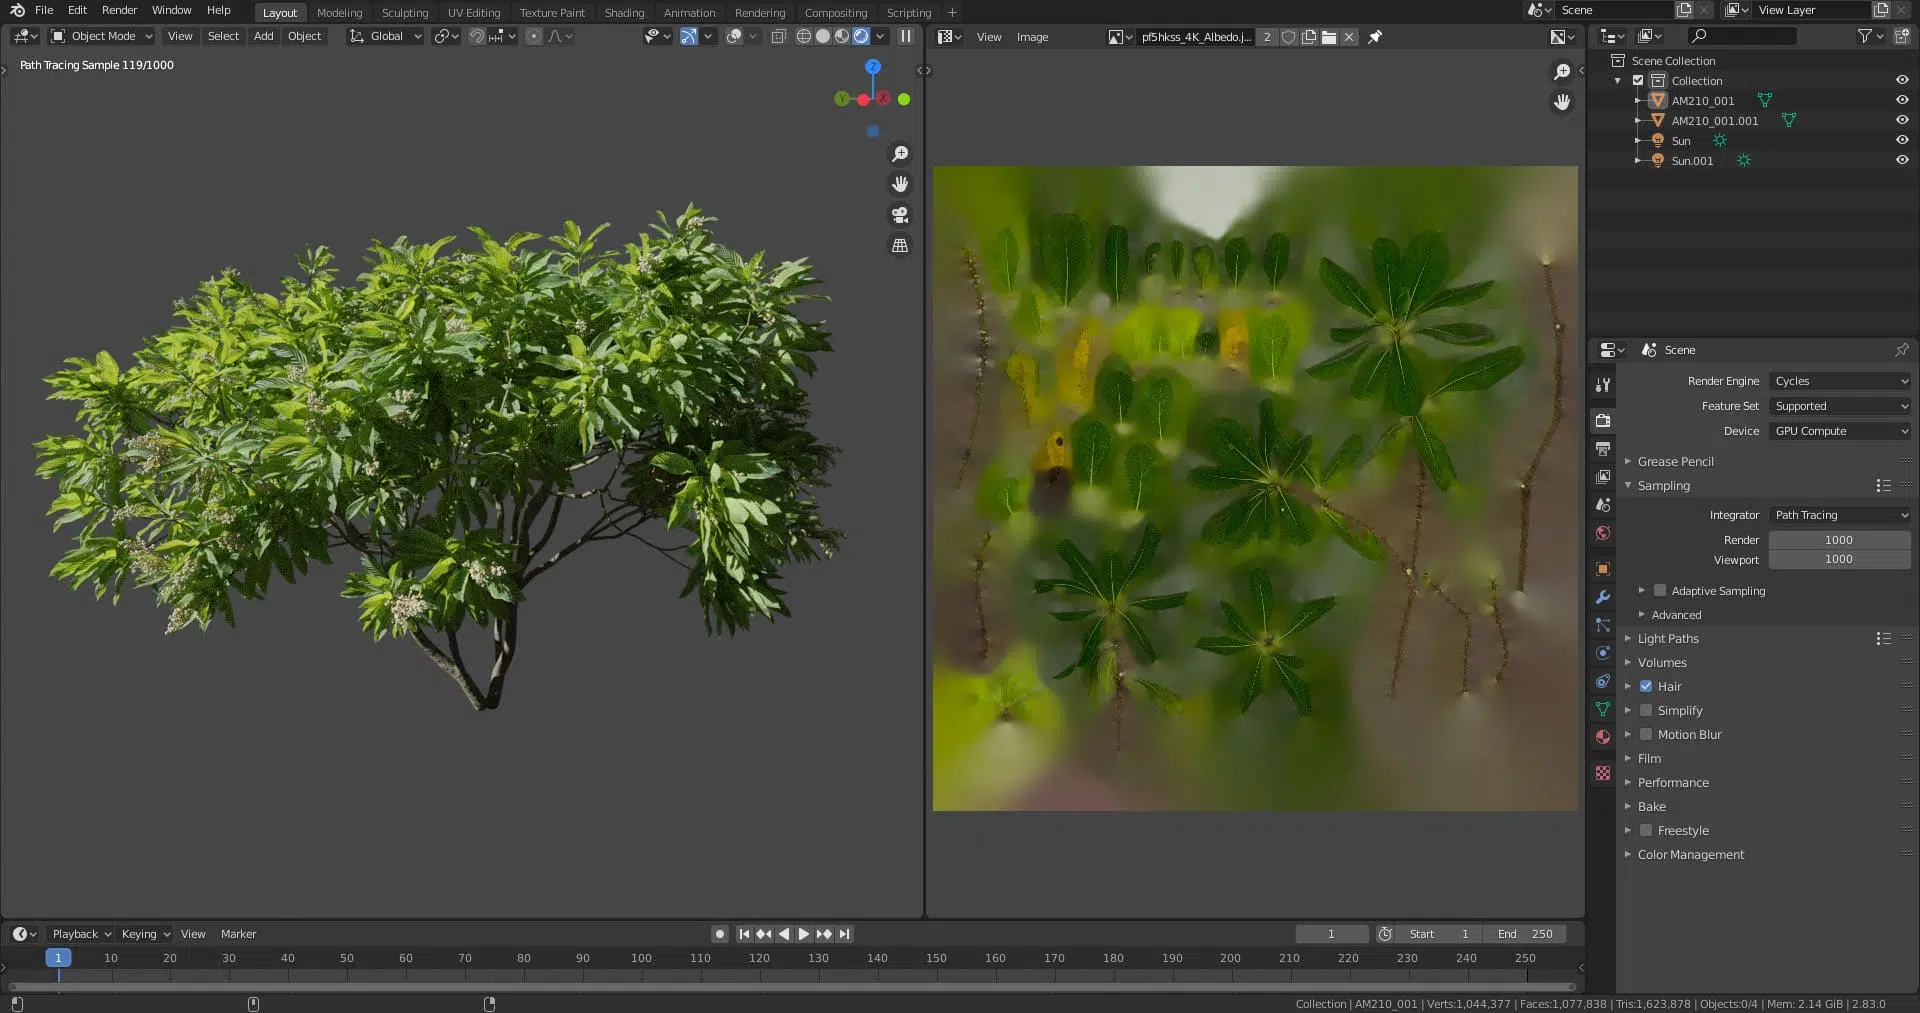 File Edit Render Window Help Layout Modeling Sculpting UV Editing Texture Paint Shading Animation Rendering Compositing Scripting + Scene View Layer
Object Mode View Select Add Object Global View Image pf5hkss_4K_Albedo.j... 2
Path Tracing Sample 119/1000
Z
Y X
Scene Collection
Collection
AM210_001
AM210_001.001
Sun
Sun.001
Scene
Render Engine Cycles
Feature Set Supported
Device GPU Compute
Grease Pencil
Sampling
Integrator Path Tracing
Render 1000
Viewport 1000
Adaptive Sampling
Advanced
Light Paths
Volumes
Hair
Simplify
Motion Blur
Film
Performance
Bake
Freestyle
Color Management
Playback Keying View Marker 1 Start 1 End 250
1 10 20 30 40 50 60 70 80 90 100 110 120 130 140 150 160 170 180 190 200 210 220 230 240 250
Collection | AM210_001 | Verts:1,044,377 | Faces:1,077,838 | Tris:1,623,878 | Objects:0/4 | Mem: 2.14 GiB | 2.83.0